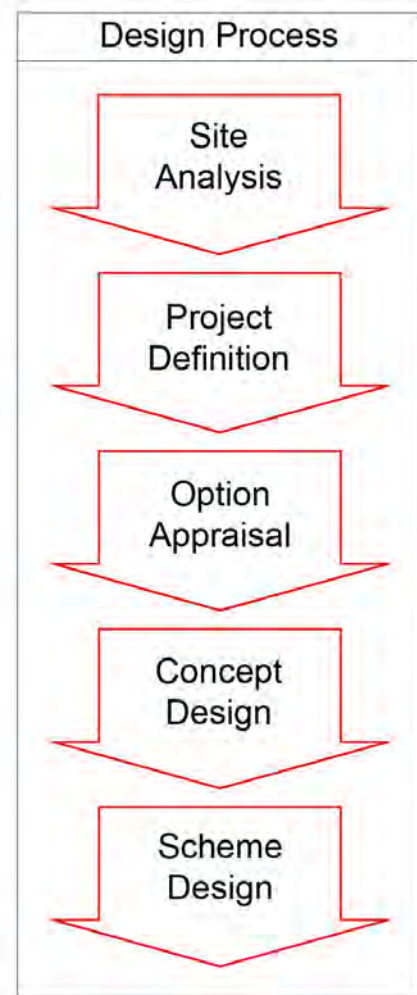 Design Process
Site
Analysis
Project
Definition
Option
Appraisal
Concept
Design
Scheme
Design